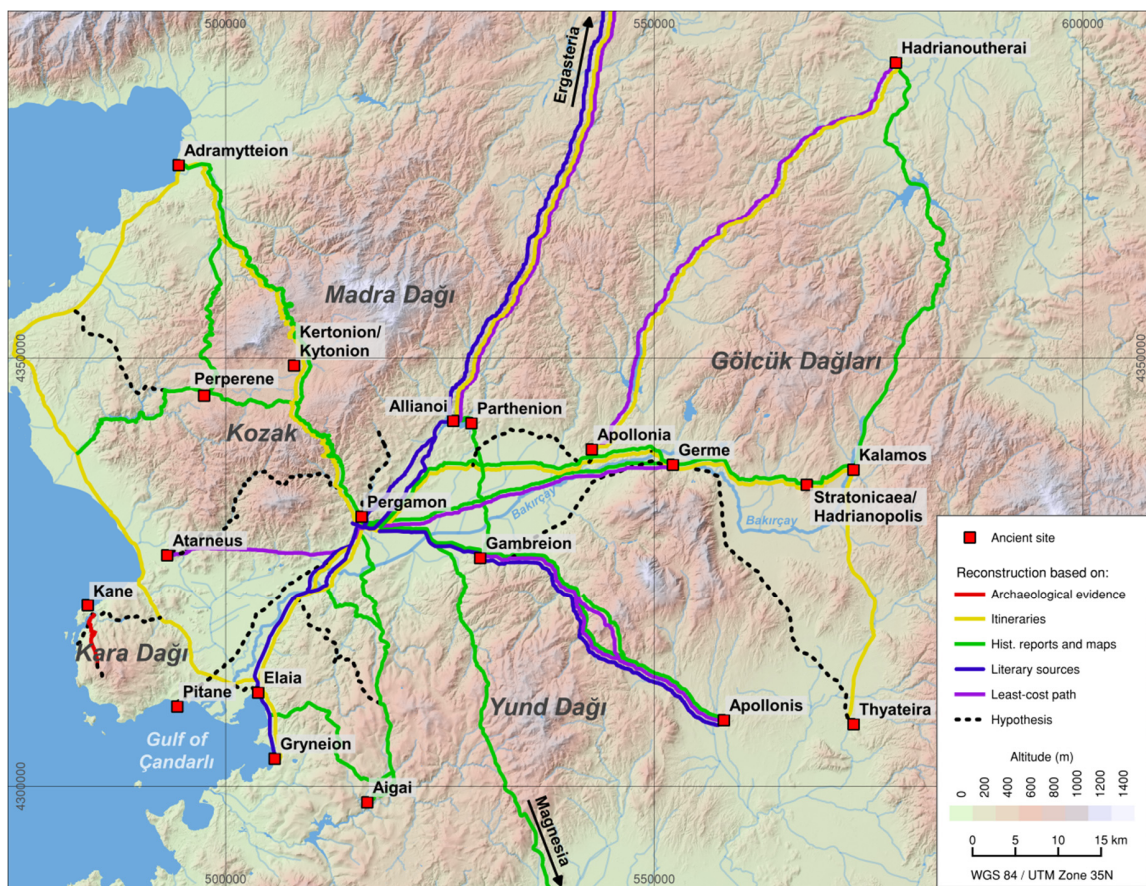 500000
550000
600000
Hadrianoutherai
Ergasteria
Adramytteion
Madra Dağı
Kertonion/
Kytonion
4350000
Gölcük Dağları
4350000
Perperene
Allianoi
Parthenion
Kozak
Apollonia
Germe
Kalamos
Stratonicaea/
Hadrianopolis
Pergamon
Bakırçay
Bakırçay
Atarneus
Gambreion
Kane
Kara Dağı
Elaia
Pitane
Yund Dağı
Apollonis
Thyateira
Gulf of
Çandarlı
Gryneion
Aigai
4300000
Magnesia
500000
550000
Ancient site
Reconstruction based on:
Archaeological evidence
Itineraries
Hist. reports and maps
Literary sources
Least-cost path
Hypothesis
Altitude (m)
0 200 400 600 800 1000 1200 1400
0 5 10 15 km
WGS 84 / UTM Zone 35N